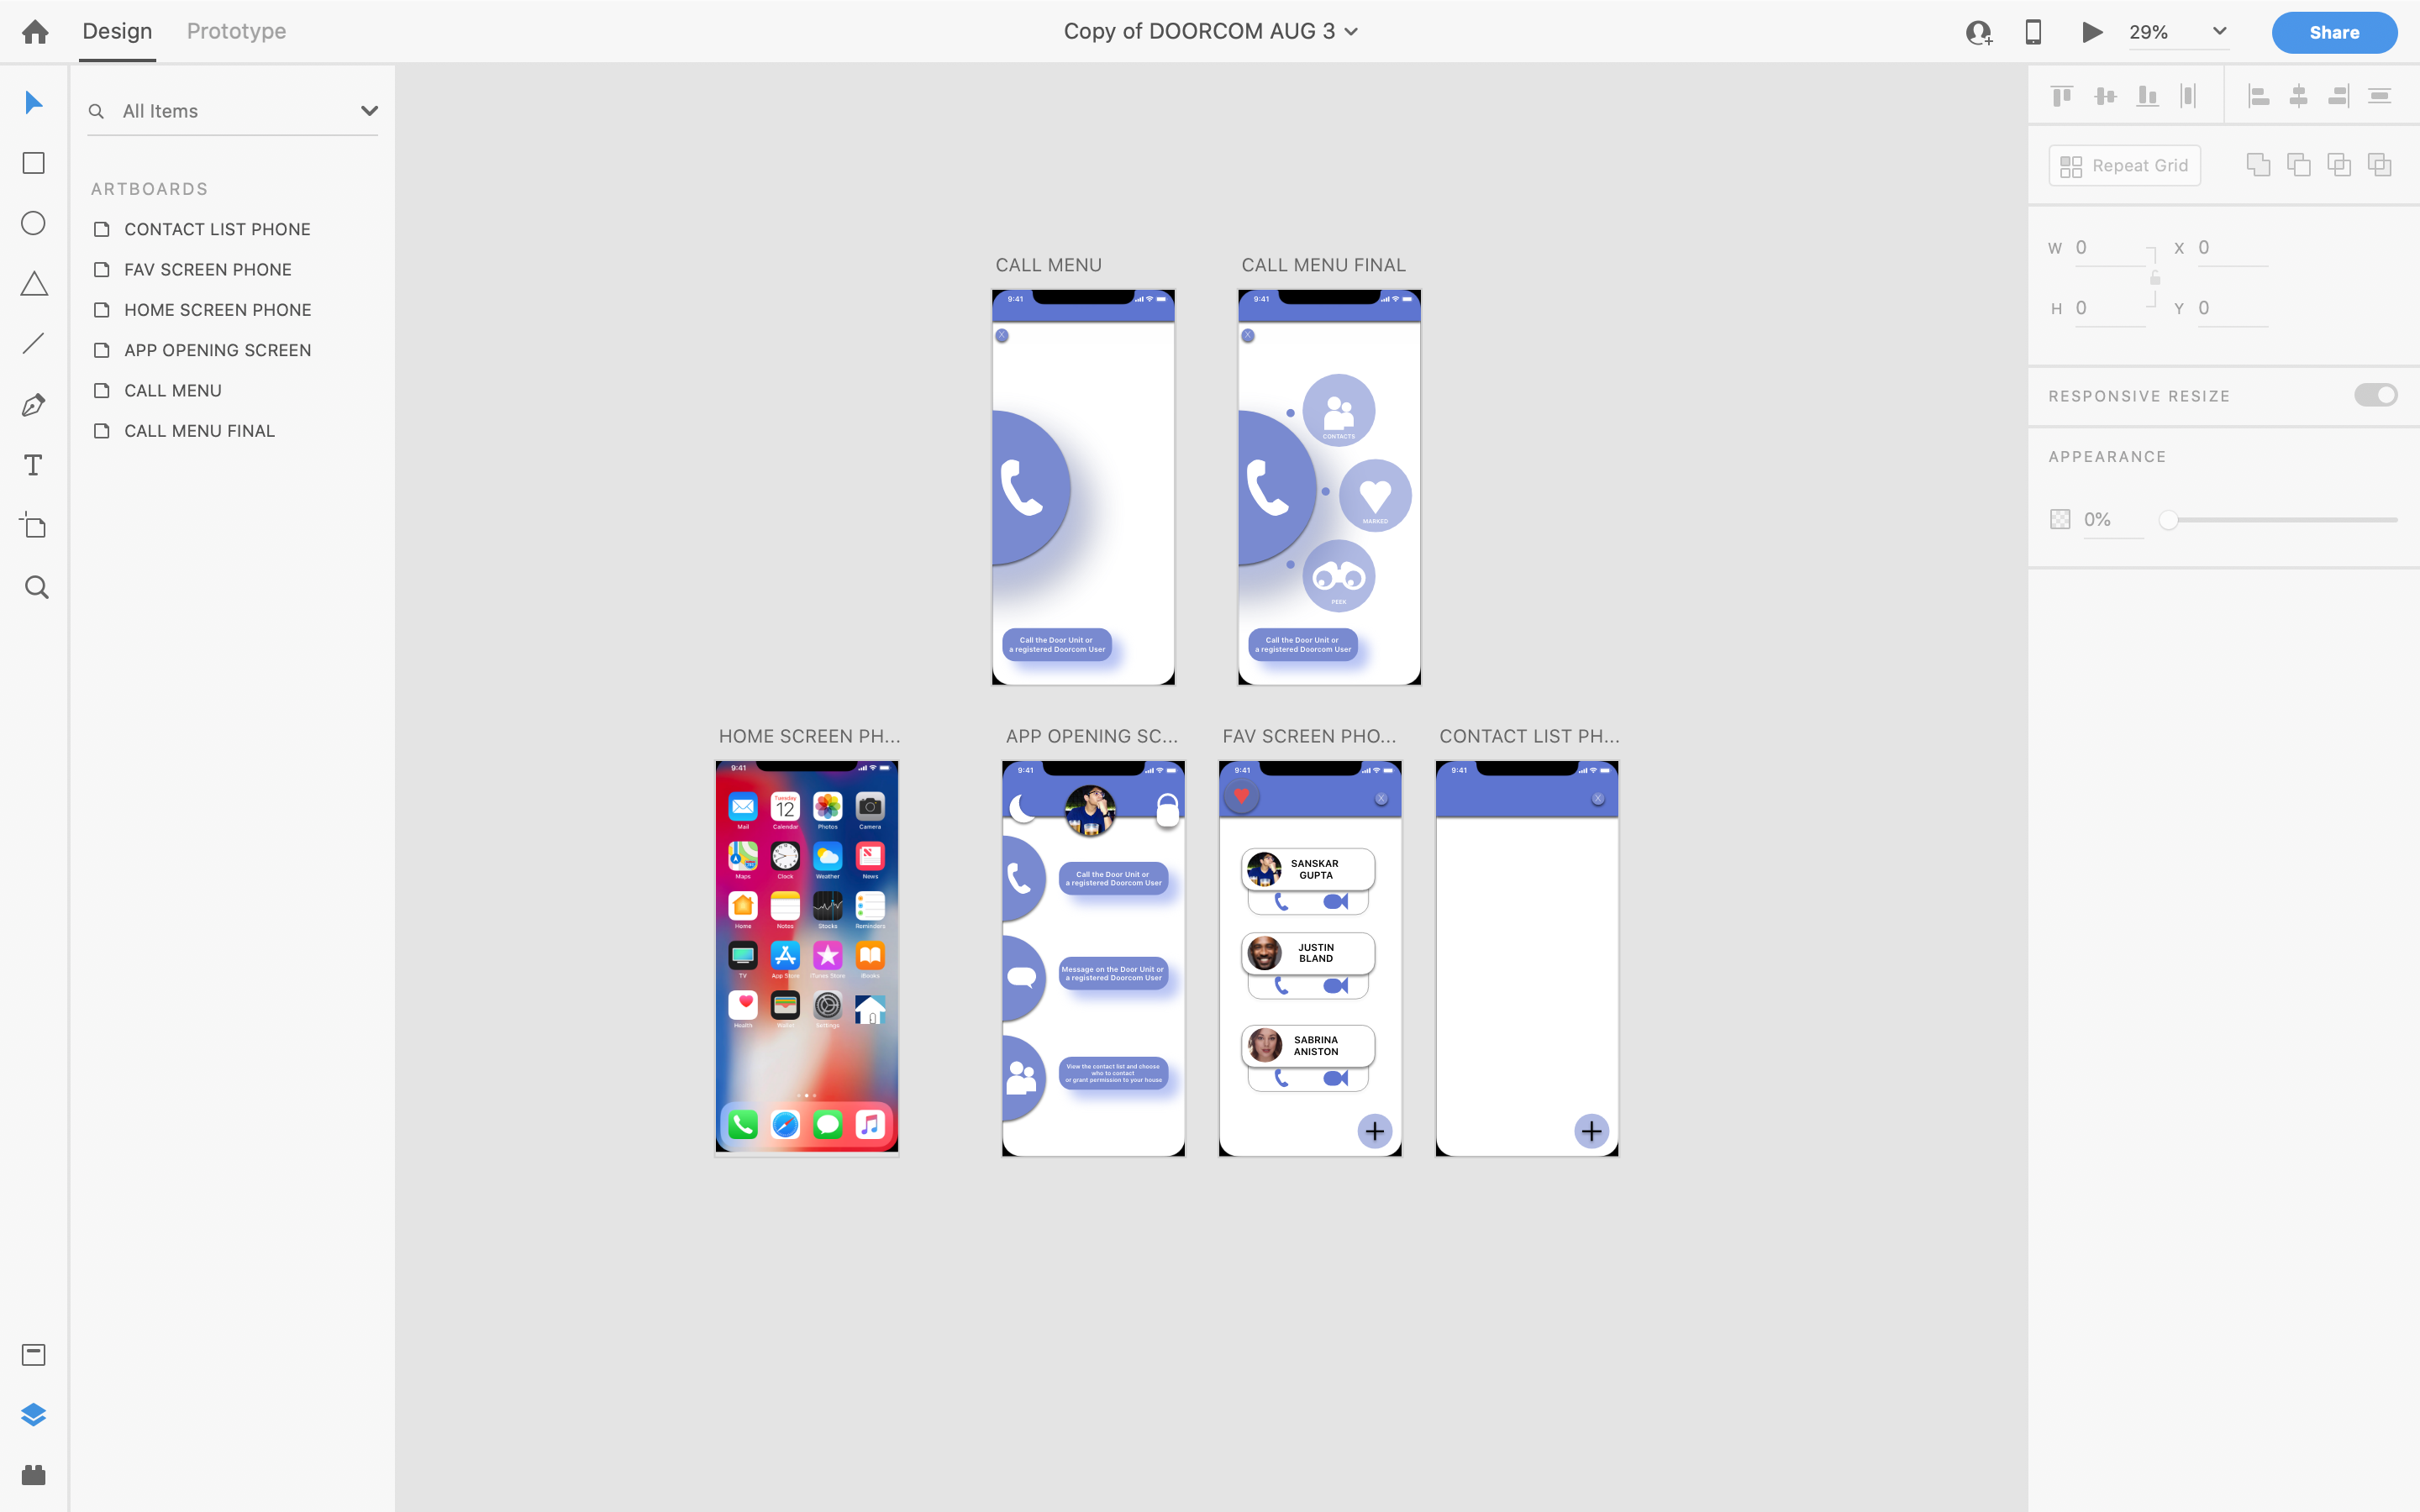 Design
Prototype
Copy of DOORCOM AUG 3
29%
Share
All Items
ARTBOARDS
CONTACT LIST PHONE
FAV SCREEN PHONE
HOME SCREEN PHONE
APP OPENING SCREEN
CALL MENU
CALL MENU FINAL
CALL MENU
9:41
Call the Door Unit or
a registered Doorcom User
CALL MENU FINAL
9:41
CONTACTS
MARKED
PEEK
Call the Door Unit or
a registered Doorcom User
HOME SCREEN PH...
9:41
Tuesday
12
Mail
Calendar
Photos
Camera
Maps
Clock
Weather
News
Home
Notes
Stocks
Reminders
TV
App Store
iTunes Store
iBooks
Health
Wallet
Settings
APP OPENING SC...
9:41
Call the Door Unit or
a registered Doorcom User
Message on the Door Unit or
a registered Doorcom User
View the contact list and choose
who to contact
or grant permission to your house
FAV SCREEN PHO...
9:41
X
SANSKAR
GUPTA
JUSTIN
BLAND
SABRINA
ANISTON
CONTACT LIST PH...
9:41
X
Repeat Grid
W 0
X 0
H 0
Y 0
RESPONSIVE RESIZE
APPEARANCE
0%